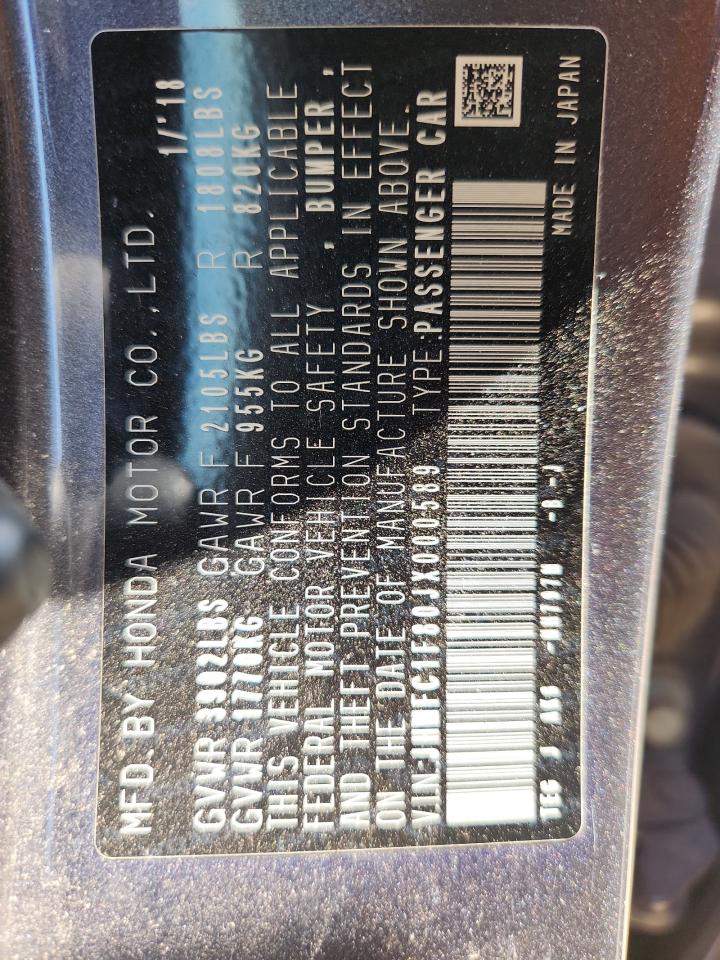 MFD. BY HONDA MOTOR CO., LTD. 1/'18
GVWR 3902LBS GAWR F 2105LBS R 1808LBS
GVWR 1770KG GAWR F 955KG R 820KG
THIS VEHICLE CONFORMS TO ALL APPLICABLE
FEDERAL MOTOR VEHICLE SAFETY , BUMPER ,
AND THEFT PREVENTION STANDARDS IN EFFECT
ON THE DATE OF MANUFACTURE SHOWN ABOVE.
VIN:JHMFC1F80JX000589 TYPE:PASSENGER CAR
MADE IN JAPAN